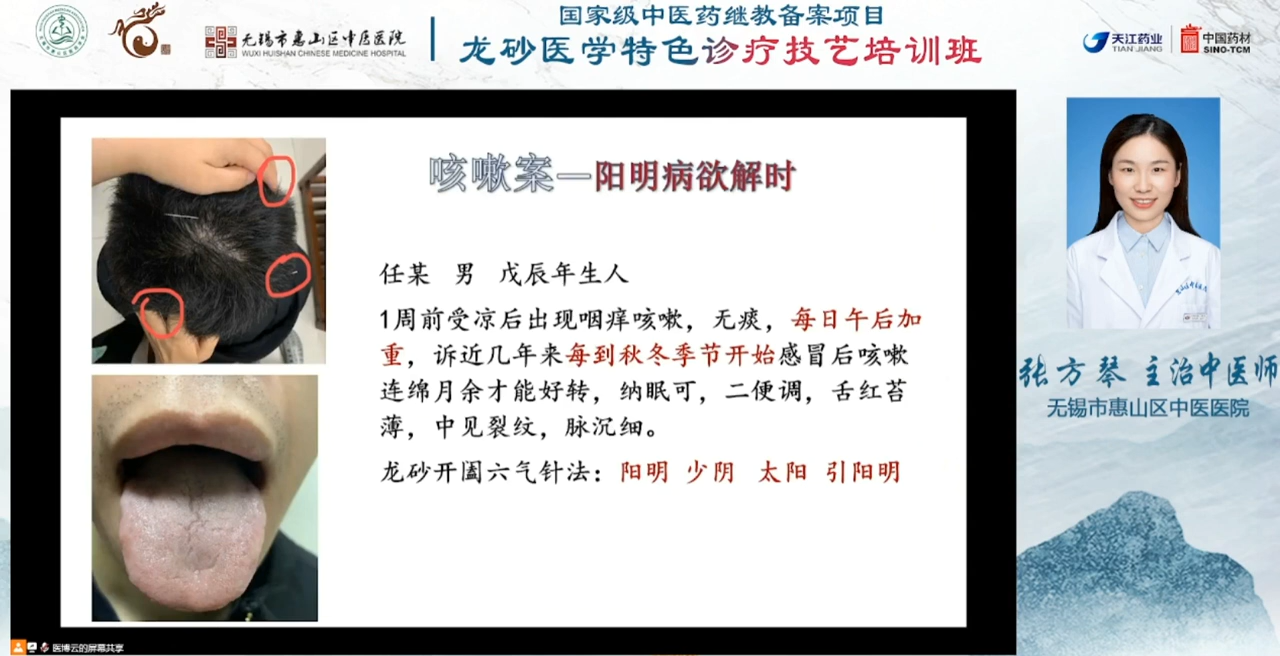 国家级中医药继教备案项目
龙砂医学特色诊疗技艺培训班
无锡市惠山区中医医院
WUXI HUISHAN CHINESE MEDICINE HOSPITAL
天江药业
TIAN JIANG
中国药材
SINO-TCM
咳嗽案—阳明病欲解时
任某 男 戊辰年生人
1周前受凉后出现咽痒咳嗽，无痰，每日午后加
重，诉近几年来每到秋冬季节开始感冒后咳嗽
连绵月余才能好转，纳眠可，二便调，舌红苔
薄，中见裂纹，脉沉细。
龙砂开阖六气针法：阳明 少阴 太阳 引阳明
张方琴 主治中医师
无锡市惠山区中医医院
医博云的屏幕共享